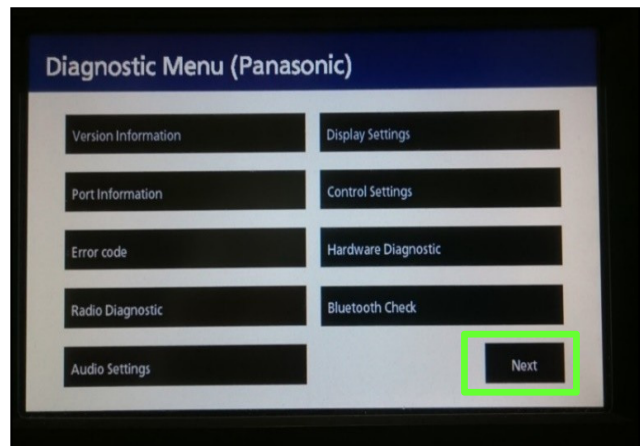 Diagnostic Menu (Panasonic)
Version Information
Display Settings
Port Information
Control Settings
Error code
Hardware Diagnostic
Radio Diagnostic
Bluetooth Check
Audio Settings
Next